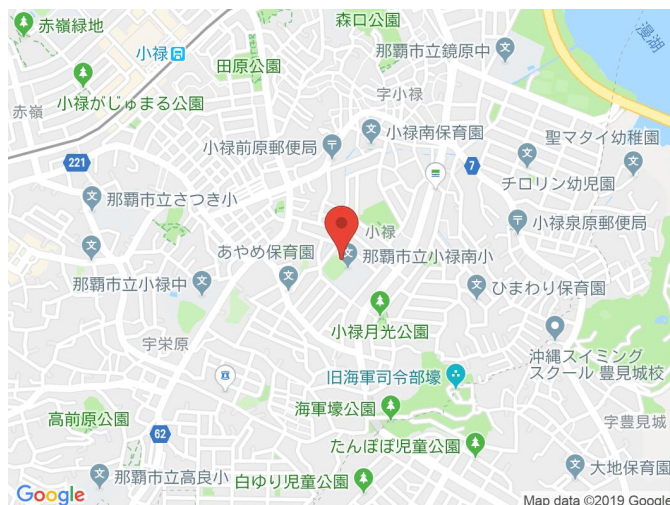 赤嶺緑地
森口公園
那覇市立鏡原中
漫湖
小禄
田原公園
宇小禄
小禄がじゅまる公園
赤嶺
小禄南保育園
小禄前原郵便局
聖マタイ幼稚園
221
7
チロリン幼児園
那覇市立さつき小
小禄
小禄泉原郵便局
あやめ保育園
那覇市立小禄南小
那覇市立小禄中
ひまわり保育園
小禄月光公園
宇栄原
沖縄スイミング
スクール 豊見城校
旧海軍司令部壕
海軍壕公園
字豊見城
高前原公園
62
たんぽぽ児童公園
那覇市立高良小
白ゆり児童公園
大地保育園
Google
Map data ©2019 Google